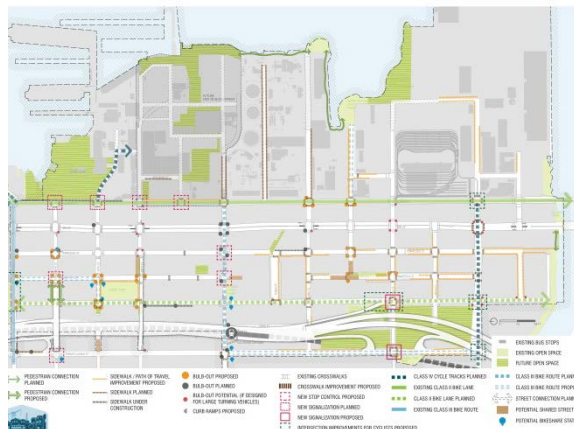 PEDESTRIAN CONNECTION
PLANNED
PEDESTRIAN CONNECTION
PROPOSED
SIDEWALK / PATH OF TRAVEL
IMPROVEMENT PROPOSED
SIDEWALK PLANNED
SIDEWALK UNDER
CONSTRUCTION
BULB-OUT PROPOSED
BULB-OUT PLANNED
BULB-OUT POTENTIAL (IF DESIGNED
FOR LARGE TURNING VEHICLES)
CURB-RAMPS PROPOSED
EXISTING CROSSWALKS
CROSSWALK IMPROVEMENT PROPOSED
NEW STOP CONTROL PROPOSED
NEW SIGNALIZATION PLANNED
NEW SIGNALIZATION PROPOSED
INTERSECTION IMPROVEMENTS FOR CYCLISTS PROPOSED
CLASS IV CYCLE TRACKS PLANNED
EXISTING CLASS II BIKE LANE
CLASS II BIKE LANE PLANNED
EXISTING CLASS III BIKE ROUTE
EXISTING BUS STOPS
EXISTING OPEN SPACE
FUTURE OPEN SPACE
CLASS III BIKE ROUTE PLANNE
CLASS III BIKE ROUTE PROPO
STREET CONNECTION PLAN
POTENTIAL SHARED STREET
POTENTIAL BIKESHARE STAT